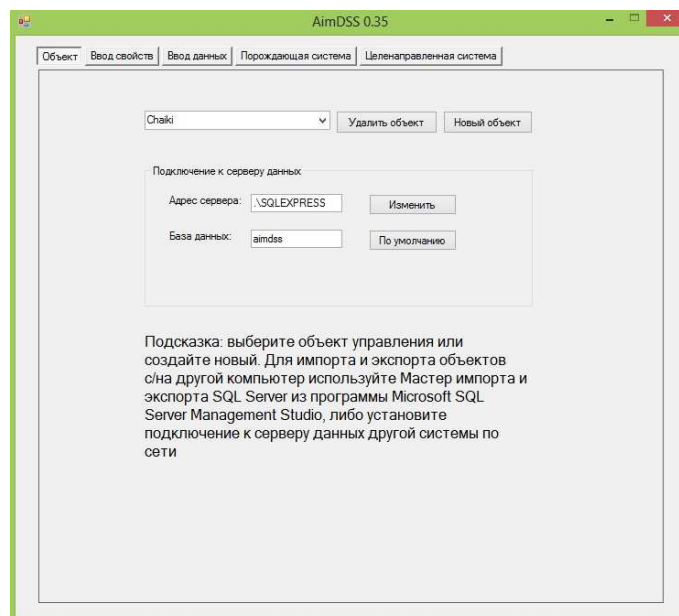 AimDSS 0.35
Объект Ввод свойств Ввод данных Порождающая система Целенаправленная система
Chaiki Удалить объект Новый объект
Подключение к серверу данных
Адрес сервера: .\SQLEXPRESS Изменить
База данных: aimdss По умолчанию
Подсказка: выберите объект управления или
создайте новый. Для импорта и экспорта объектов
с/на другой компьютер используйте Мастер импорта и
экспорта SQL Server из программы Microsoft SQL
Server Management Studio, либо установите
подключение к серверу данных другой системы по
сети